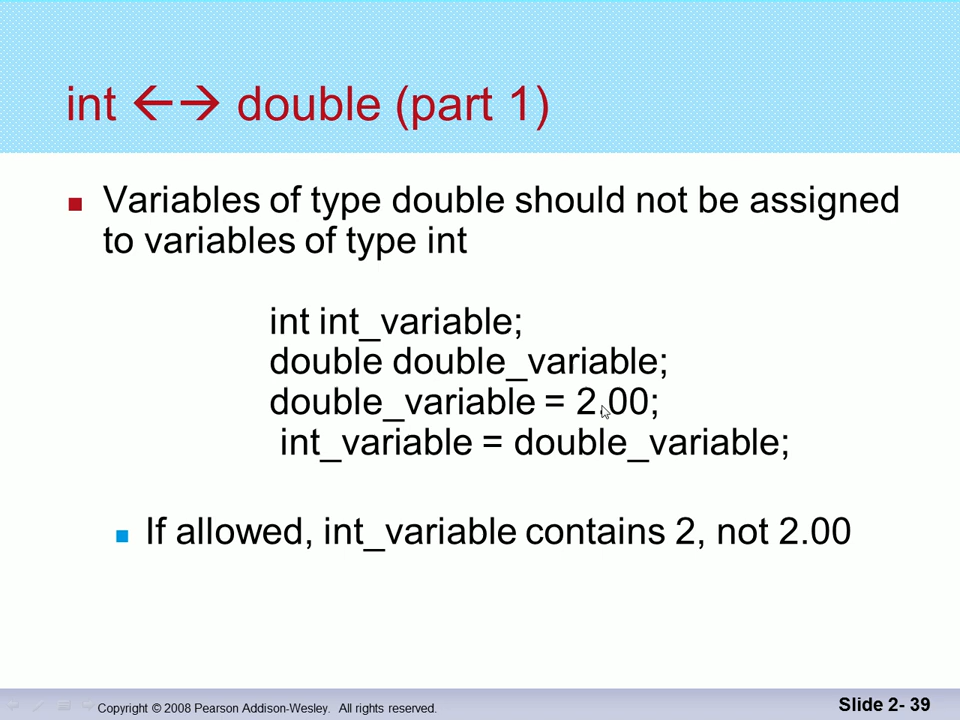 int ←→ double (part 1)
Variables of type double should not be assigned
to variables of type int
int int_variable;
double double_variable;
double_variable = 2.00;
int_variable = double_variable;
If allowed, int_variable contains 2, not 2.00
Copyright © 2008 Pearson Addison-Wesley. All rights reserved.
Slide 2- 39